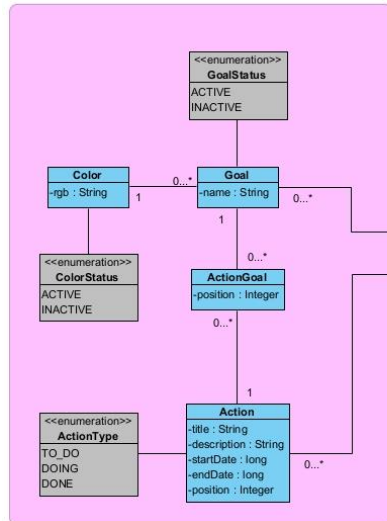 <<enumeration>>
GoalStatus
ACTIVE
INACTIVE
Color
-rgb : String
1
0...*
Goal
-name : String
0...*
1
<<enumeration>>
ColorStatus
ACTIVE
INACTIVE
0...*
ActionGoal
-position : Integer
0...*
1
<<enumeration>>
ActionType
TO_DO
DOING
DONE
Action
-title : String
-description : String
-startDate : long
-endDate : long
-position : Integer
0...*